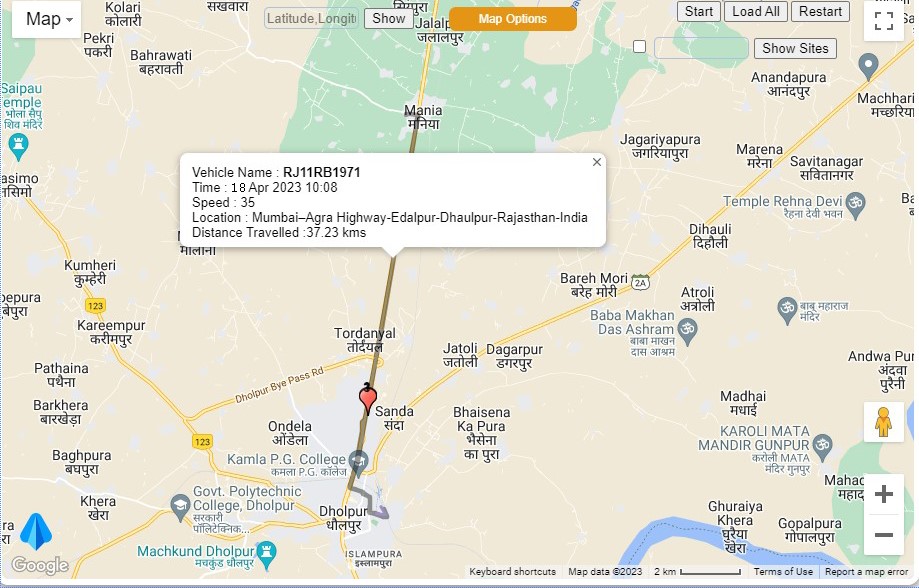 Map
Latitude,Longit
Show
Map Options
Start
Load All
Restart
Show Sites
Kolari
कोलारी
सखवारा
Pekri
पकरी
Bahrawati
बहरावती
जलालपुर
Anandapura
आनंदपुर
Machhari
मच्छरिया
Saipau
भोला सैपु
शिव मंदिर
Mania
मनिया
Jagariyapura
जगरियापुरा
Marena
मरेना
Savitanagar
सवितानगर
Vehicle Name : RJ11RB1971
Time : 18 Apr 2023 10:08
Speed : 35
Location : Mumbai–Agra Highway-Edalpur-Dhaulpur-Rajasthan-India
Distance Travelled :37.23 kms
×
Temple Rehna Devi
रैहना देवी भवन
Dihauli
दिहौली
Kumheri
कुम्हेरी
Bareh Mori
बरेह मोरी
2A
Atroli
अत्रोली
123
Kareempur
करीमपुर
Baba Makhan
Das Ashram
बाबा माखन
दास आश्रम
बाबू महाराज
मंदिर
Tordanyal
तोर्दंयल
Jatoli
जतोली
Dagarpur
डगरपुर
Andwa Pur
अंदवा
पुरैनी
Pathaina
पथैना
Dholpur Bye Pass Rd
Barkhera
बारखेड़ा
Madhai
मधाई
Sanda
संदा
Bhaisena
Ka Pura
भैसेना
का पुरा
Ondela
ओंडेला
123
KAROLI MATA
MANDIR GUNPUR
करोली MATA
मंदिर गुनपुर
Baghpura
बघपुरा
Kamla P.G. College
कमला P.G. कॉलेज
Khera
खेरा
Govt. Polytechnic
College, Dholpur
सरकारी
पॉलिटेक्निक...
Dholpur
धौलपुर
Ghuraiya
Khera
घुरैया
खेरा
Gopalpura
गोपालपुरा
ISLAMPURA
इस्लामपुरा
Machkund Dholpur
मचकुंड धौलपुर
Google
Keyboard shortcuts
Map data ©2023
2 km
Terms of Use
Report a map error